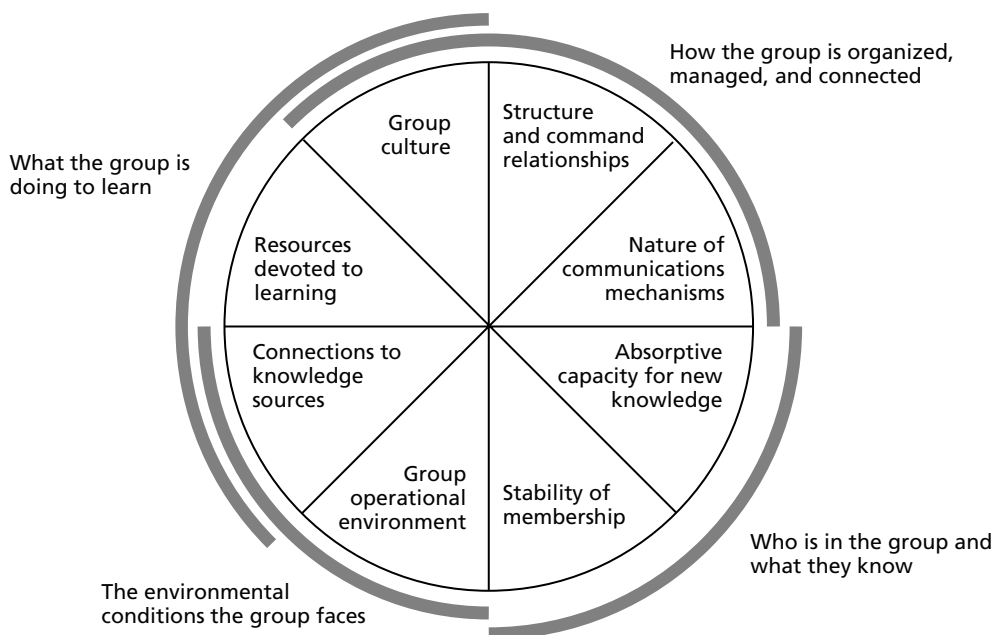 How the group is organized,
managed, and connected
What the group is
doing to learn
Group
culture
Structure
and command
relationships
Resources
devoted to
learning
Nature of
communications
mechanisms
Connections to
knowledge
sources
Absorptive
capacity for new
knowledge
Group
operational
environment
Stability of
membership
Who is in the group and
what they know
The environmental
conditions the group faces